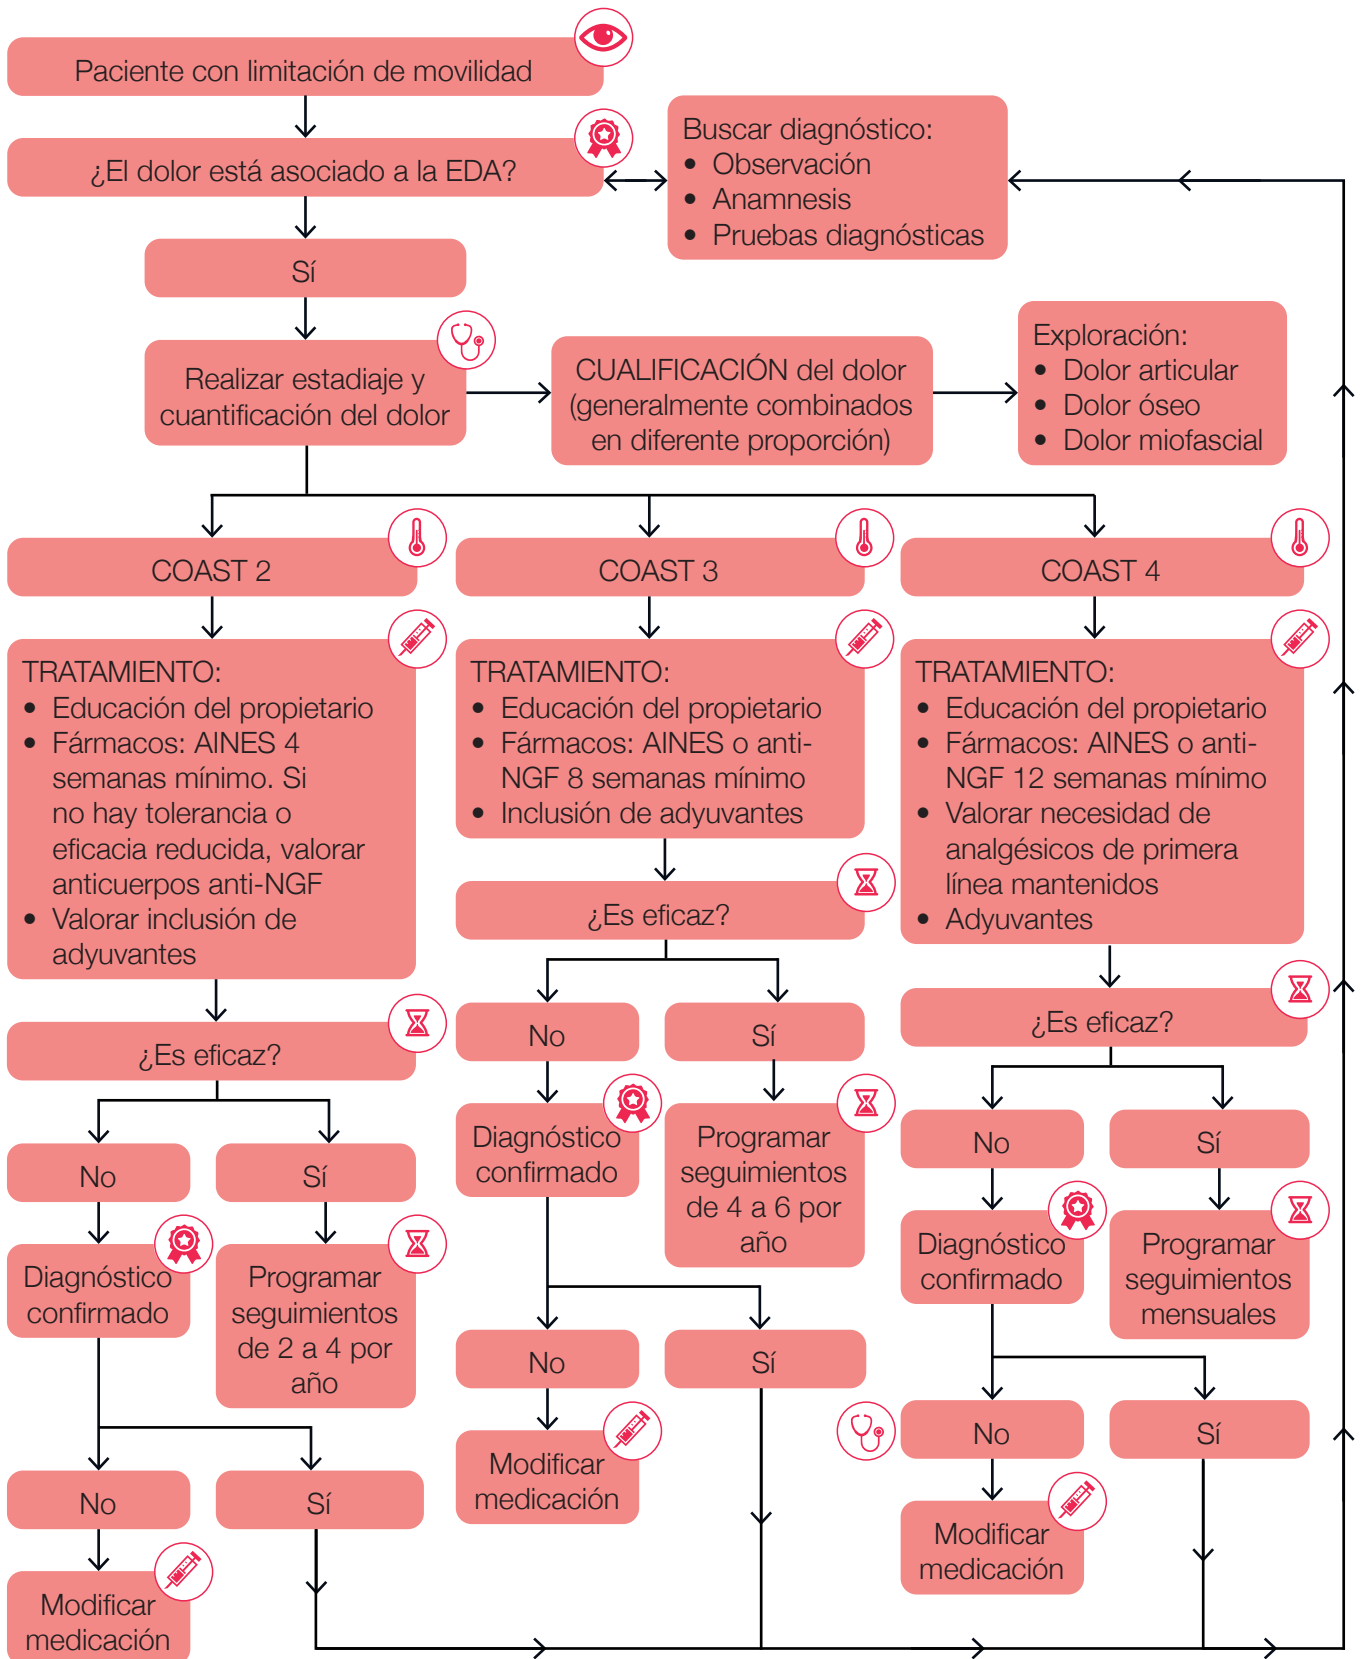 Paciente con limitación de movilidad
¿El dolor está asociado a la EDA?
Buscar diagnóstico:
• Observación
• Anamnesis
• Pruebas diagnósticas
Sí
Realizar estadiaje y
cuantificación del dolor
CUALIFICACIÓN del dolor
(generalmente combinados
en diferente proporción)
Exploración:
• Dolor articular
• Dolor óseo
• Dolor miofascial
COAST 2
TRATAMIENTO:
• Educación del propietario
• Fármacos: AINES 4
semanas mínimo. Si
no hay tolerancia o
eficacia reducida, valorar
anticuerpos anti-NGF
• Valorar inclusión de
adyuvantes
¿Es eficaz?
No
Sí
Diagnóstico
confirmado
Programar
seguimientos
de 2 a 4 por
año
No
Sí
Modificar
medicación
COAST 3
TRATAMIENTO:
• Educación del propietario
• Fármacos: AINES o anti-
NGF 8 semanas mínimo
• Inclusión de adyuvantes
¿Es eficaz?
No
Sí
Diagnóstico
confirmado
Programar
seguimientos
de 4 a 6 por
año
No
Sí
Modificar
medicación
COAST 4
TRATAMIENTO:
• Educación del propietario
• Fármacos: AINES o anti-
NGF 12 semanas mínimo
• Valorar necesidad de
analgésicos de primera
línea mantenidos
• Adyuvantes
¿Es eficaz?
No
Sí
Diagnóstico
confirmado
Programar
seguimientos
mensuales
No
Sí
Modificar
medicación